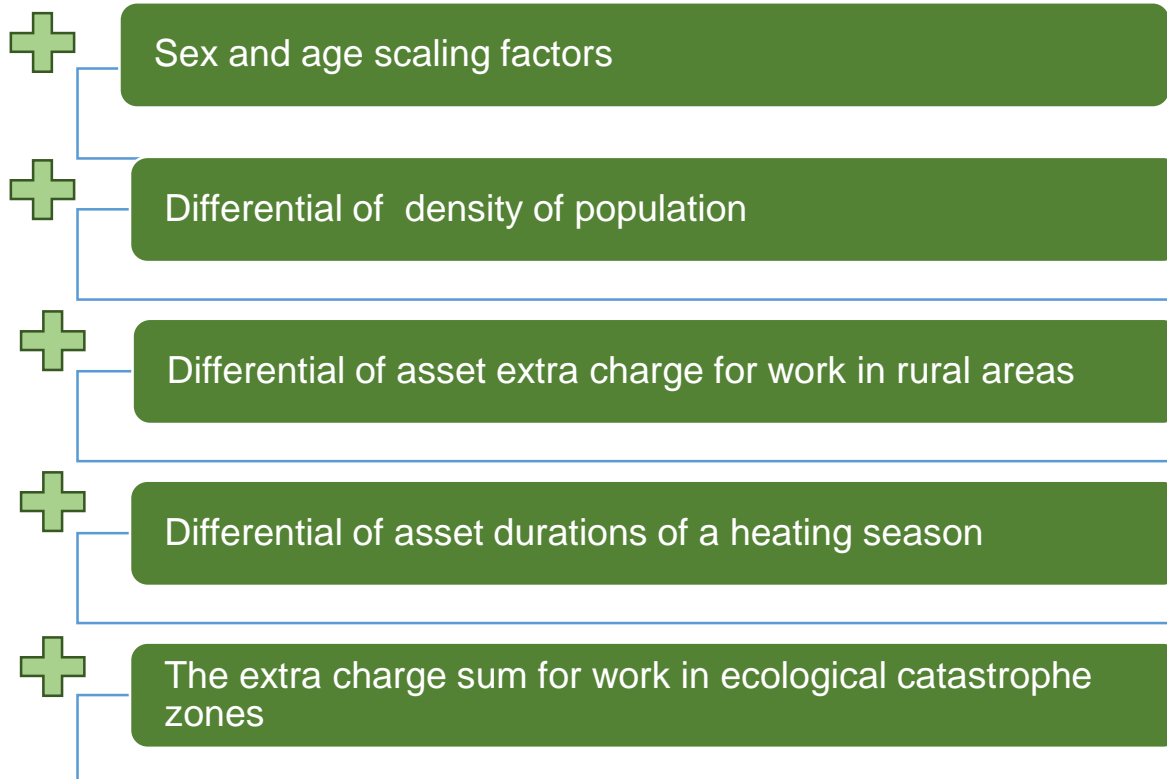 Sex and age scaling factors
Differential of density of population
Differential of asset extra charge for work in rural areas
Differential of asset durations of a heating season
The extra charge sum for work in ecological catastrophe
zones